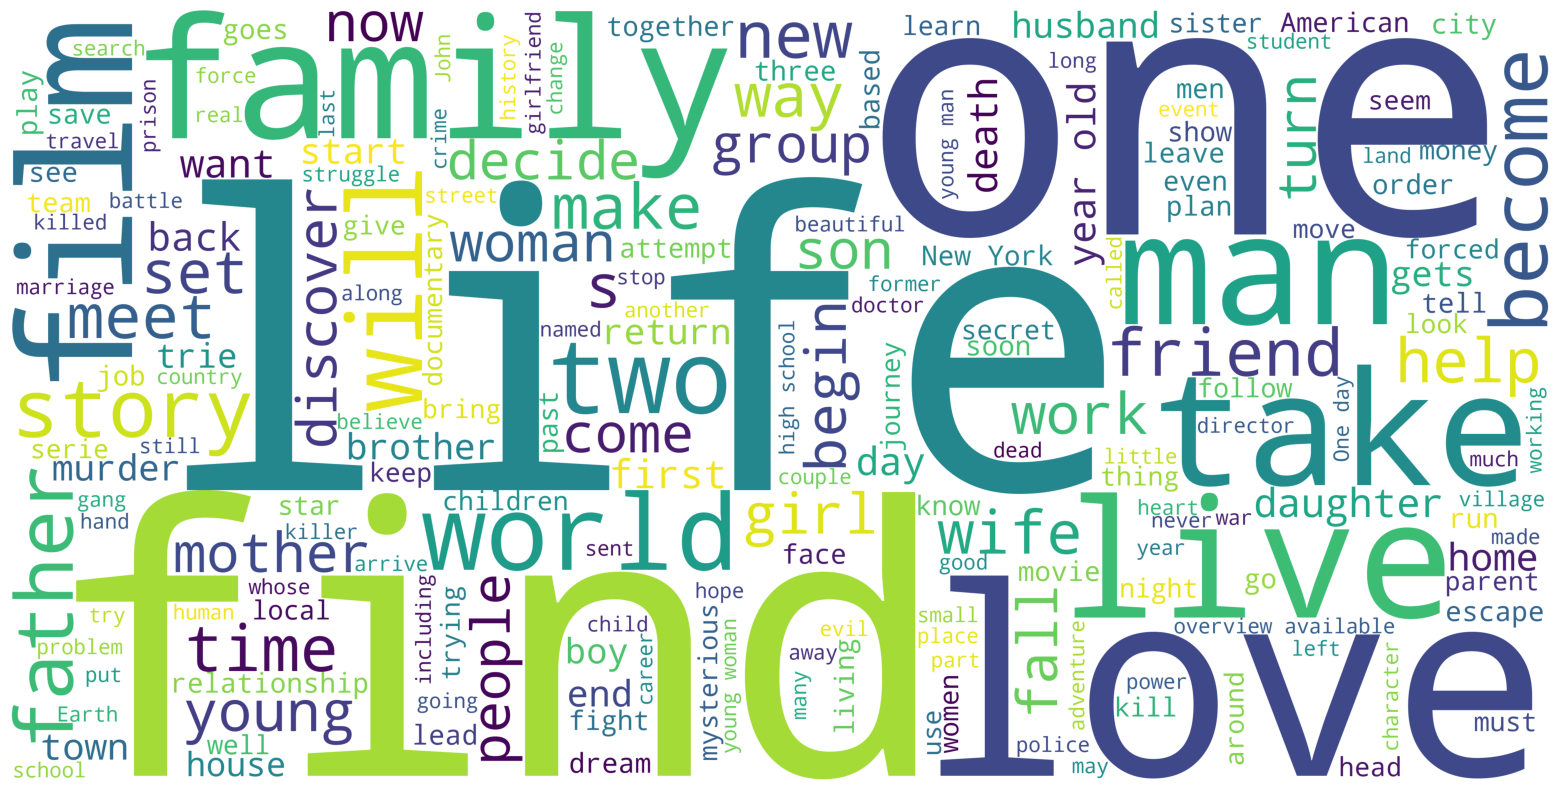 film
search
goes
now
together
new
learn
husband
sister
American
city
family
one
student
play
save
force
real
John
history
change
girlfriend
three
way
based
long
men
event
turn
seem
become
travel
prison
last
crime
group
young man
death
year old
show
leave
even
plan
land
money
order
see
team
battle
killed
want
start
struggle
decide
street
make
beautiful
move
man
called
forced
gets
tell
back
set
discover
will
give
woman
attempt
son
New York
former
marriage
meet
along
documentary
stop
s
doctor
life
another
named
return
two
high school
begin
secret
soon
friend
look
help
trie
job
country
story
believe
bring
past
come
journey
work
follow
take
director
One day
working
serie
still
murder
brother
keep
first
couple
day
dead
little
thing
much
father
gang
hand
star
killer
children
world
girl
know
wife
heart
never
war
live
daughter
village
run
made
mother
arrive
sent
face
good
year
movie
night
go
home
parent
find
whose
local
human
including
trying
people
hope
mysterious
young woman
small
place
part
fall
adventure
overview
available
left
escape
try
problem
time
boy
child
evil
away
love
put
relationship
Earth
young
going
end
career
fight
many
living
use
women
power
kill
around
character
must
town
well
house
school
lead
dream
police
may
head